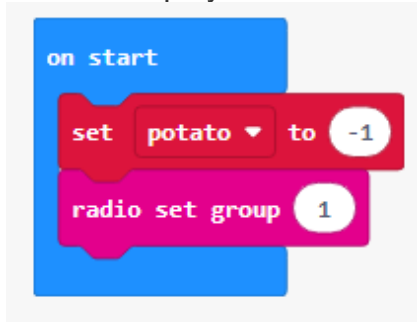 on start
set potato to -1
radio set group 1